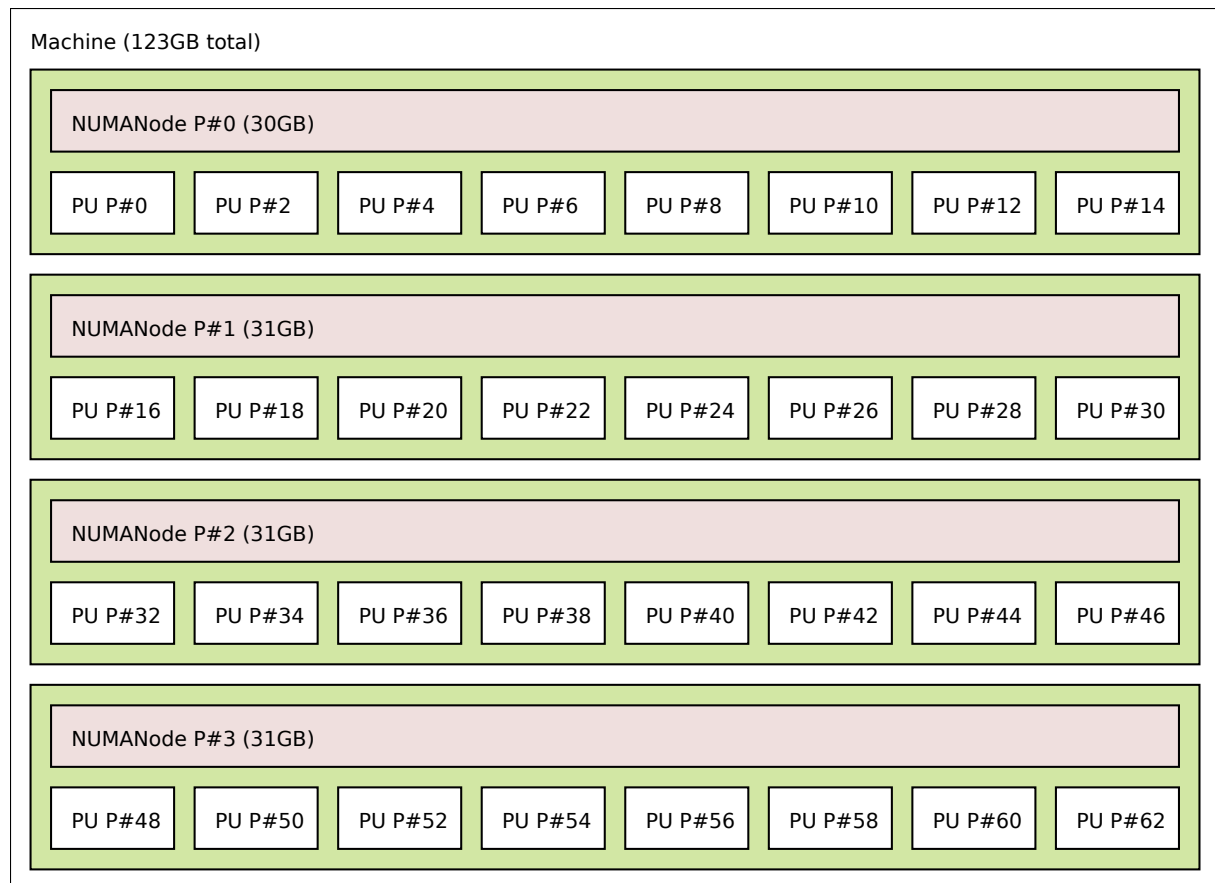 Machine (123GB total)
NUMANode P#0 (30GB)
PU P#0 PU P#2 PU P#4 PU P#6 PU P#8 PU P#10 PU P#12 PU P#14
NUMANode P#1 (31GB)
PU P#16 PU P#18 PU P#20 PU P#22 PU P#24 PU P#26 PU P#28 PU P#30
NUMANode P#2 (31GB)
PU P#32 PU P#34 PU P#36 PU P#38 PU P#40 PU P#42 PU P#44 PU P#46
NUMANode P#3 (31GB)
PU P#48 PU P#50 PU P#52 PU P#54 PU P#56 PU P#58 PU P#60 PU P#62